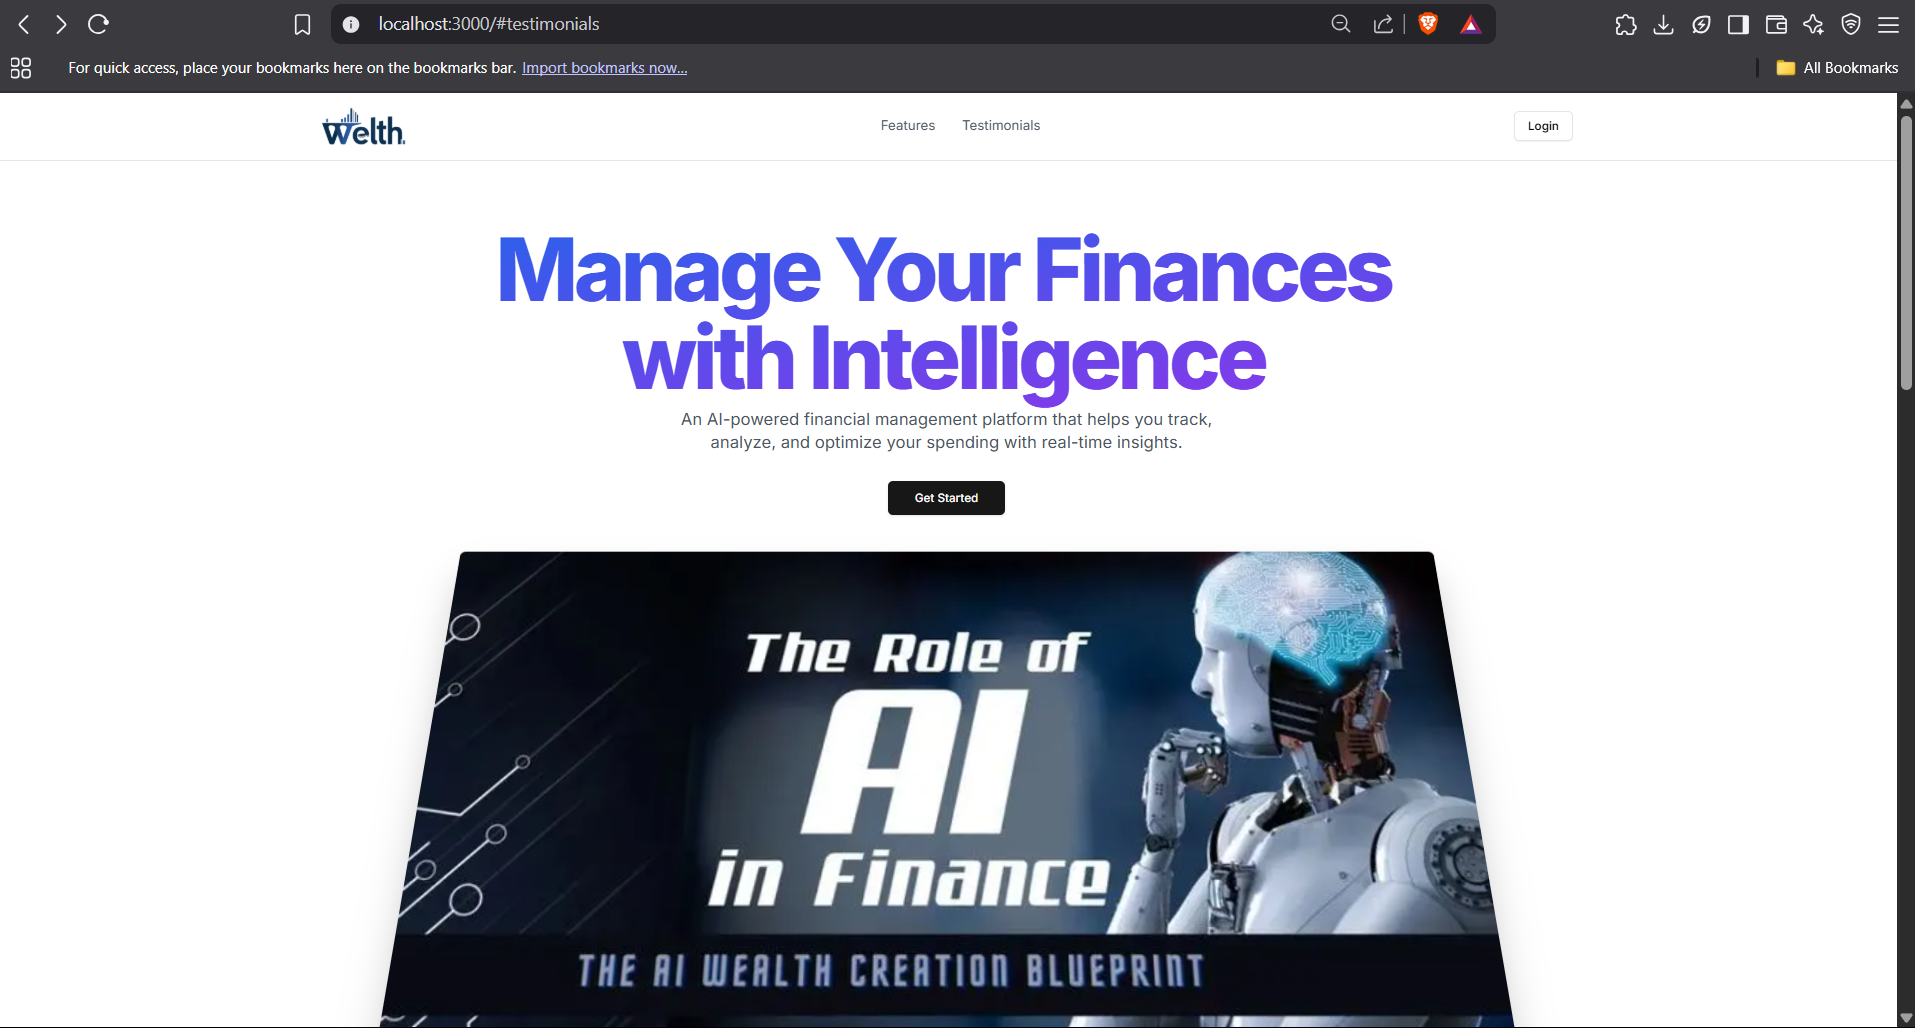 localhost:3000/#testimonials
For quick access, place your bookmarks here on the bookmarks bar. Import bookmarks now...
All Bookmarks
Welth.
Features
Testimonials
Login
Manage Your Finances
with Intelligence
An AI-powered financial management platform that helps you track,
analyze, and optimize your spending with real-time insights.
Get Started
The Role of
AI
in Finance
THE AI WEALTH CREATION BLUEPRINT